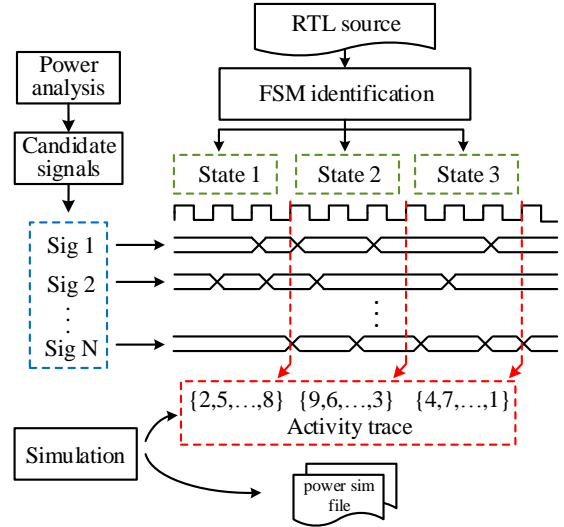 RTL source
Power
analysis
FSM identification
Candidate
signals
State 1
State 2
State 3
Sig 1
Sig 2
Sig N
{2,5,...,8} {9,6,...,3} {4,7,...,1}
Activity trace
Simulation
power sim
file